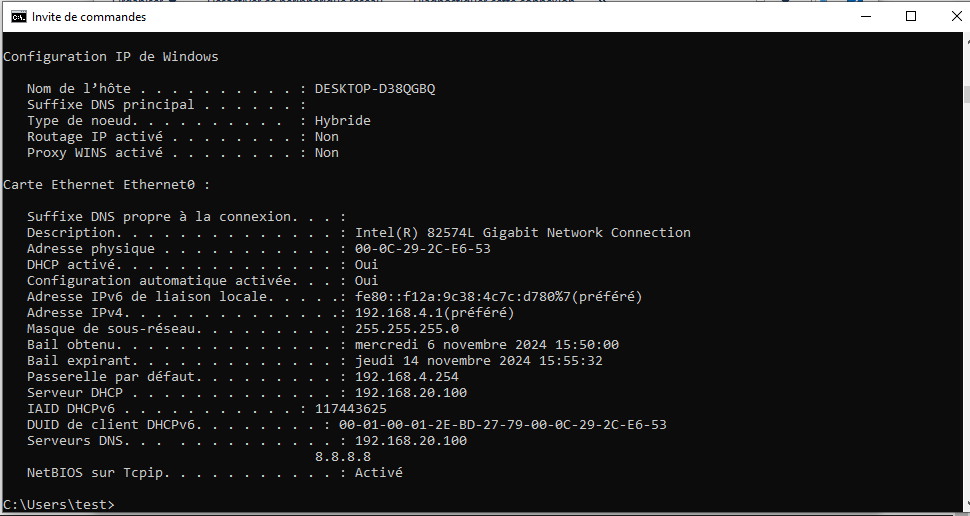 Invite de commandes
Configuration IP de Windows
   Nom de l’hôte . . . . . . . . . . : DESKTOP-D38QGBQ
   Suffixe DNS principal . . . . . . :
   Type de noeud. . . . . . . . . .  : Hybride
   Routage IP activé . . . . . . . . : Non
   Proxy WINS activé . . . . . . . . : Non
Carte Ethernet Ethernet0 :
   Suffixe DNS propre à la connexion. . . :
   Description. . . . . . . . . . . . . . : Intel(R) 82574L Gigabit Network Connection
   Adresse physique . . . . . . . . . . . : 00-0C-29-2C-E6-53
   DHCP activé. . . . . . . . . . . . . . : Oui
   Configuration automatique activée. . . : Oui
   Adresse IPv6 de liaison locale. . . . .: fe80::f12a:9c38:4c7c:d780%7(préféré)
   Adresse IPv4. . . . . . . . . . . . . .: 192.168.4.1(préféré)
   Masque de sous-réseau. . . . . . . . . : 255.255.255.0
   Bail obtenu. . . . . . . . . . . . . . : mercredi 6 novembre 2024 15:50:00
   Bail expirant. . . . . . . . . . . . . : jeudi 14 novembre 2024 15:55:32
   Passerelle par défaut. . . . . . . . . : 192.168.4.254
   Serveur DHCP . . . . . . . . . . . . . : 192.168.20.100
   IAID DHCPv6 . . . . . . . . . . . : 117443625
   DUID de client DHCPv6. . . . . . . . : 00-01-00-01-2E-BD-27-79-00-0C-29-2C-E6-53
   Serveurs DNS. . .  . . . . . . . . . . : 192.168.20.100
                                       8.8.8.8
   NetBIOS sur Tcpip. . . . . . . . . . . : Activé
C:\Users\test>